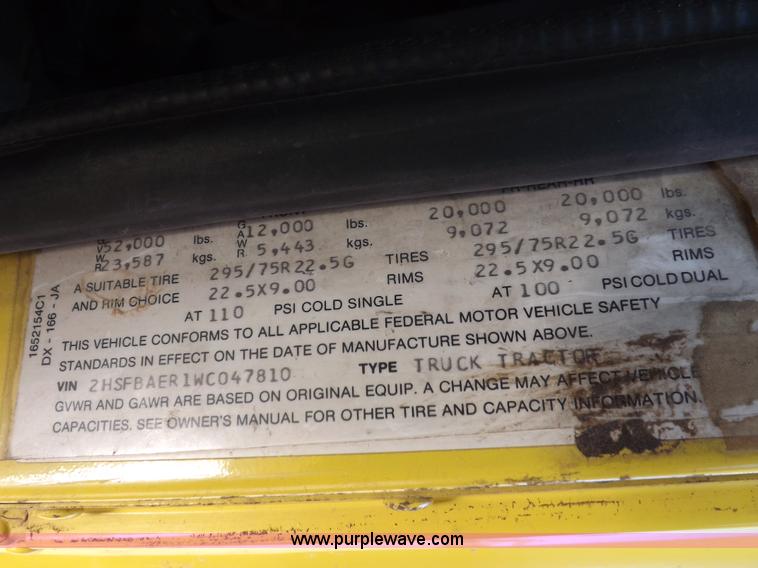 FRONT FR-REAR-RR
GVWR 52,000 lbs. GAWR 12,000 lbs. 20,000 20,000 lbs.
23,587 kgs. 5,443 kgs. 9,072 9,072 kgs.
A SUITABLE TIRE 295/75R22.5G TIRES 295/75R22.5G TIRES
AND RIM CHOICE 22.5X9.00 RIMS 22.5X9.00 RIMS
AT 110 PSI COLD SINGLE AT 100 PSI COLD DUAL
THIS VEHICLE CONFORMS TO ALL APPLICABLE FEDERAL MOTOR VEHICLE SAFETY
STANDARDS IN EFFECT ON THE DATE OF MANUFACTURE SHOWN ABOVE.
VIN 2HSFBAER1WC047810 TYPE TRUCK TRACTOR
GVWR AND GAWR ARE BASED ON ORIGINAL EQUIP. A CHANGE MAY AFFECT VEHICLE
CAPACITIES. SEE OWNER'S MANUAL FOR OTHER TIRE AND CAPACITY INFORMATION.
1652154C1
DX - 166 - JA
www.purplewave.com